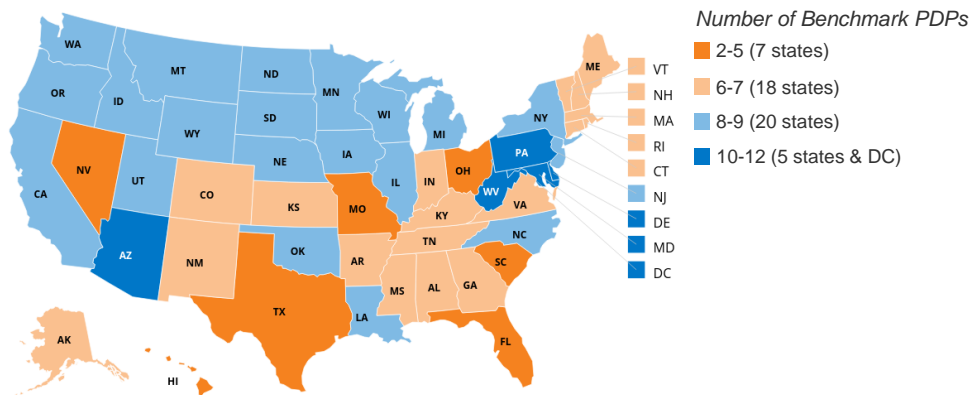 Number of Benchmark PDPs
2-5 (7 states)
6-7 (18 states)
8-9 (20 states)
10-12 (5 states & DC)
WA
MT
ND
MN
OR
ID
SD
WI
MI
NY
ME
WY
NE
IA
PA
NV
UT
CO
IL
IN
OH
WV
VA
CA
KS
MO
KY
NC
AZ
NM
OK
AR
TN
SC
MS
AL
GA
TX
LA
FL
AK
HI
VT
NH
MA
RI
CT
NJ
DE
MD
DC